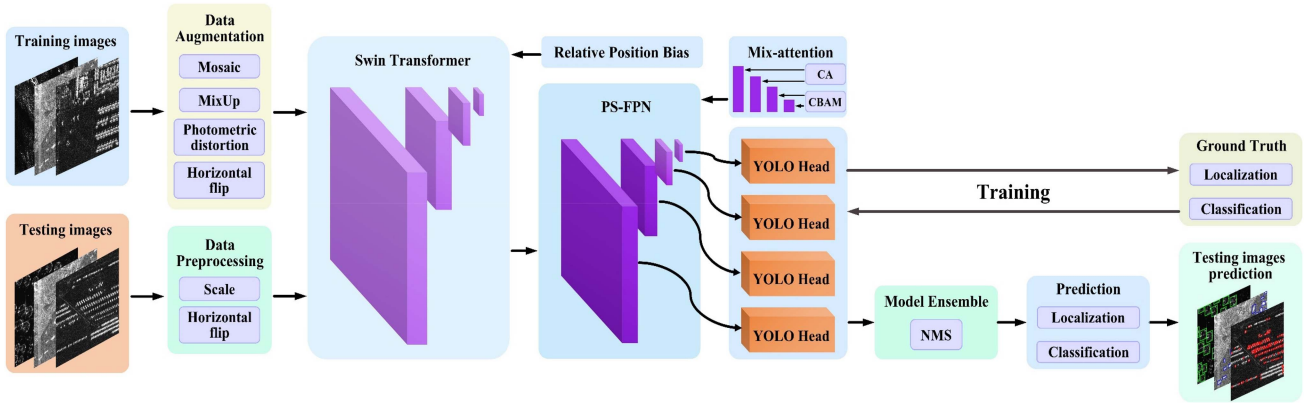 Training images
Data
Augmentation
Mosaic
MixUp
Photometric
distortion
Horizontal
flip
Testing images
Data
Preprocessing
Scale
Horizontal
flip
Swin Transformer
Relative Position Bias
Mix-attention
CA
CBAM
PS-FPN
YOLO Head
YOLO Head
YOLO Head
YOLO Head
Training
Ground Truth
Localization
Classification
Model Ensemble
NMS
Prediction
Localization
Classification
Testing images
prediction